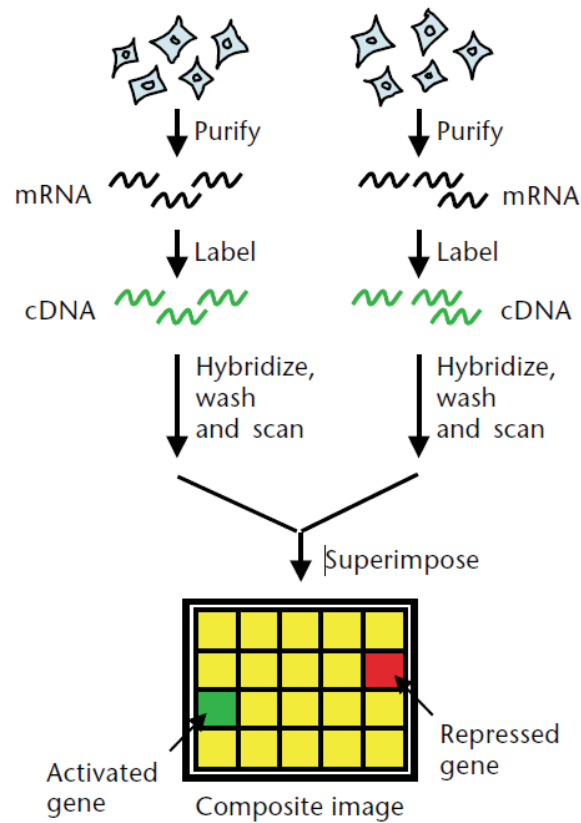 Purify
Purify
mRNA
mRNA
Label
Label
cDNA
cDNA
Hybridize,
wash
and scan
Hybridize,
wash
and scan
Superimpose
Activated
gene
Repressed
gene
Composite image